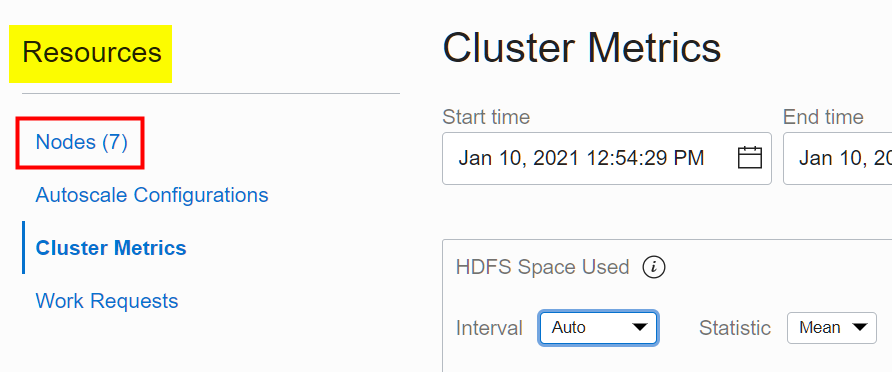 Resources
Nodes (7)
Autoscale Configurations
Cluster Metrics
Work Requests
Cluster Metrics
Start time
End time
Jan 10, 2021 12:54:29 PM
Jan 10, 20
HDFS Space Used
Interval
Auto
Statistic
Mean